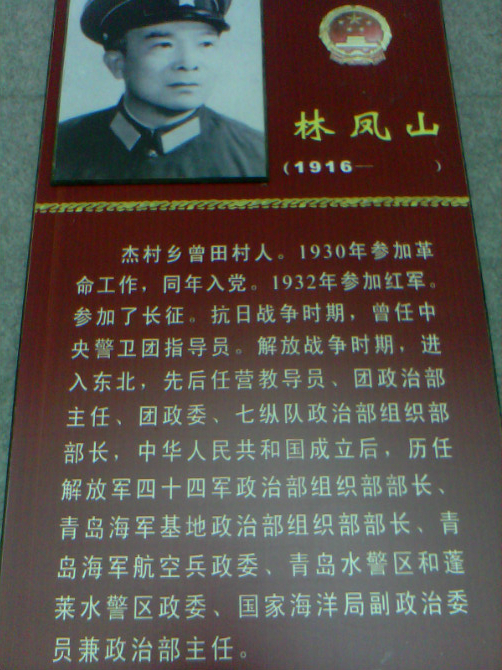 林凤山
(1916— )
杰村乡曾田村人。1930年参加革
命工作，同年入党。1932年参加红军。
参加了长征。抗日战争时期，曾任中
央警卫团指导员。解放战争时期，进
入东北，先后任营教导员、团政治部
主任、团政委、七纵队政治部组织部
部长，中华人民共和国成立后，历任
解放军四十四军政治部组织部部长、
青岛海军基地政治部组织部部长、青
岛海军航空兵政委、青岛水警区和蓬
莱水警区政委、国家海洋局副政治委
员兼政治部主任。